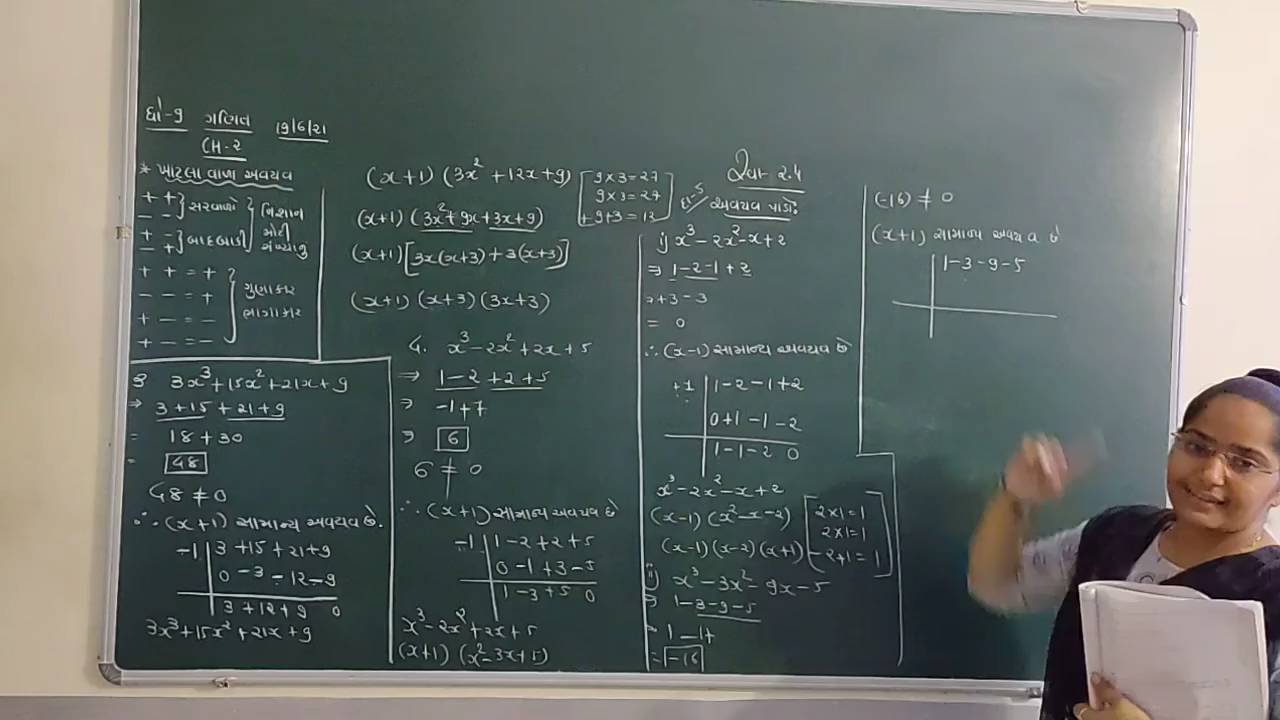 ધો-9 ગણિત 19/6/21
CH-2
* ખાટલા વાળા અવયવ
+ +
- - } સરવાળો
+ -
- + } બાદબાકી
નિશાન
મોટી
સંખ્યાનું
+ + = +
- - = +
+ - = -
+ - = -
ગુણાકાર
ભાગાકાર
3 3x³+15x²+21x+9
⇒ 3+15+21+9
= 18+30
= 48
48 ≠ 0
∴ (x+1) સામાન્ય અવયવ છે.
-1 | 3+15+21+9
0-3-12-9
3+12+9 0
3x³+15x²+21x+9
(x+1) (3x²+12x+9)
[9×3=27
9×3=27
+9+3=12]
(x+1) (3x²+9x+3x+9)
(x+1)[3x(x+3)+3(x+3)]
(x+1) (x+3) (3x+3)
4. x³-2x²+2x+5
⇒ 1-2+2+5
⇒ -1+7
⇒ 6
6 ≠ 0
∴ (x+1) સામાન્ય અવયવ છે
-1 | 1-2+2+5
0-1+3-5
1-3+5 0
x³-2x²+2x+5
(x+1) (x²-3x+5)
સ્વા- 2.4
દા-5 અવયવ પાડો:
i) x³-2x²-x+2
⇒ 1-2-1+2
= +3-3
= 0
∴ (x-1) સામાન્ય અવયવ છે
+1 | 1-2-1+2
0+1-1-2
1-1-2 0
x³-2x²-x+2
(x-1) (x²-x-2)
(x-1) (x-2) (x+1)
[2×1=1
2×1=1
-2+1=1]
ii) x³-3x²-9x-5
⇒ 1-3-9-5
= 1-17
= -16
(-16) ≠ 0
(x+1) સામાન્ય અવયવ છે
1-3-9-5